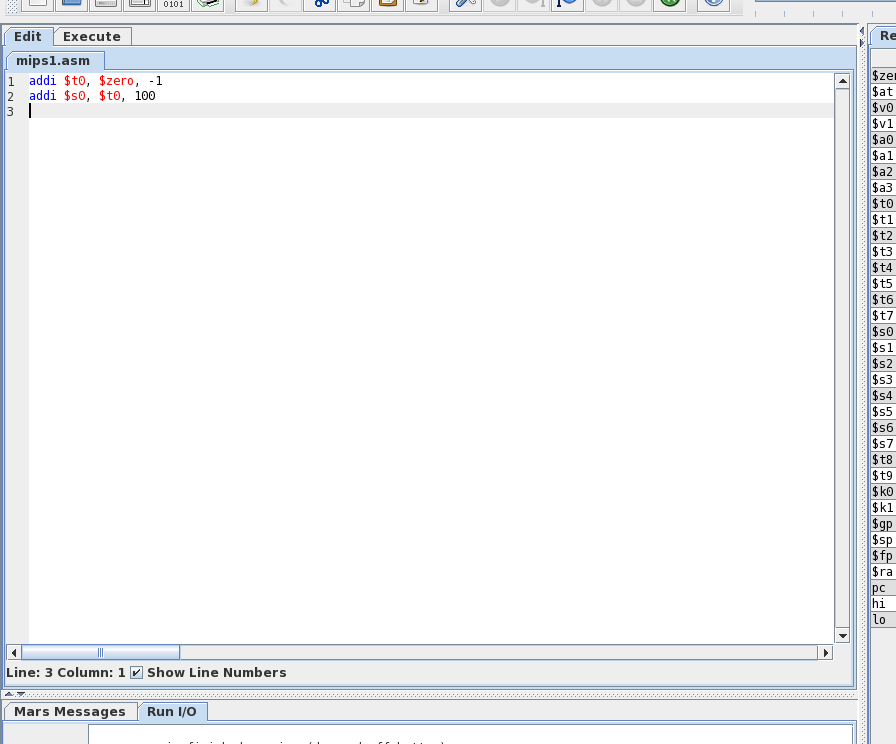 0101
Edit Execute
mips1.asm
1 addi $t0, $zero, -1
2 addi $s0, $t0, 100
3
Line: 3 Column: 1 Show Line Numbers
Mars Messages Run I/O
$at
$v0
$v1
$a0
$a1
$a2
$a3
$t0
$t1
$t2
$t3
$t4
$t5
$t6
$t7
$s0
$s1
$s2
$s3
$s4
$s5
$s6
$s7
$t8
$t9
$k0
$k1
$gp
$sp
$fp
$ra
pc
hi
lo